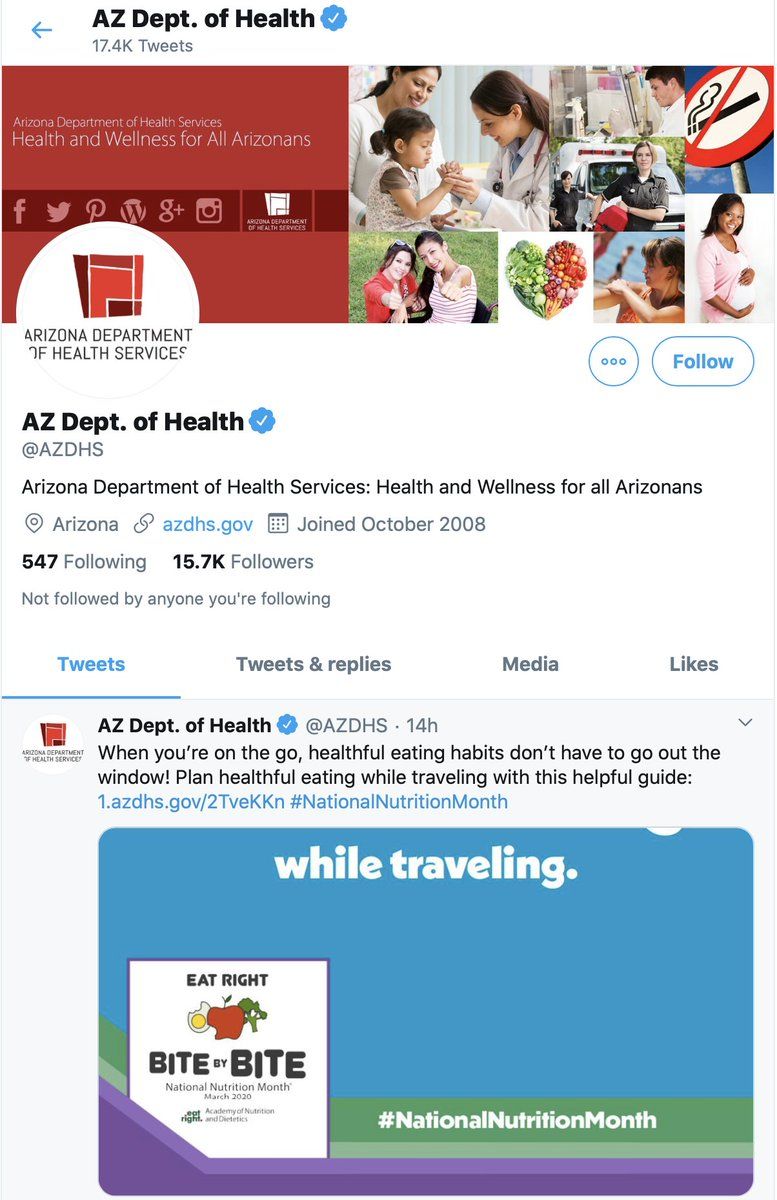 AZ Dept. of Health
17.4K Tweets
Arizona Department of Health Services
Health and Wellness for All Arizonans
ARIZONA DEPARTMENT
OF HEALTH SERVICES
ARIZONA DEPARTMENT
OF HEALTH SERVICES
Follow
AZ Dept. of Health
@AZDHS
Arizona Department of Health Services: Health and Wellness for all Arizonans
Arizona azdhs.gov Joined October 2008
547 Following 15.7K Followers
Not followed by anyone you're following
Tweets Tweets & replies Media Likes
ARIZONA DEPARTMENT
OF HEALTH SERVICES
AZ Dept. of Health @AZDHS · 14h
When you’re on the go, healthful eating habits don’t have to go out the
window! Plan healthful eating while traveling with this helpful guide:
1.azdhs.gov/2TveKKn #NationalNutritionMonth
while traveling.
EAT RIGHT
BITE BY BITE
National Nutrition Month®
March 2020
eat right. Academy of Nutrition
and Dietetics
#NationalNutritionMonth